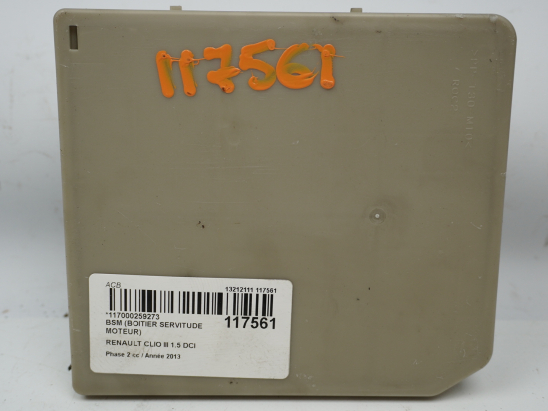 117561
ACB
13212111 117561
*117000259273
BSM (BOITIER SERVITUDE
MOTEUR)
117561
RENAULT CLIO III 1.5 DCI
Phase 2 cc / Année 2013